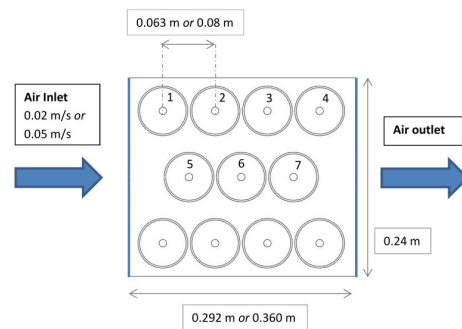 0.063 m or 0.08 m
Air Inlet
0.02 m/s or
0.05 m/s
1 2 3 4
Air outlet
5 6 7
0.24 m
0.292 m or 0.360 m